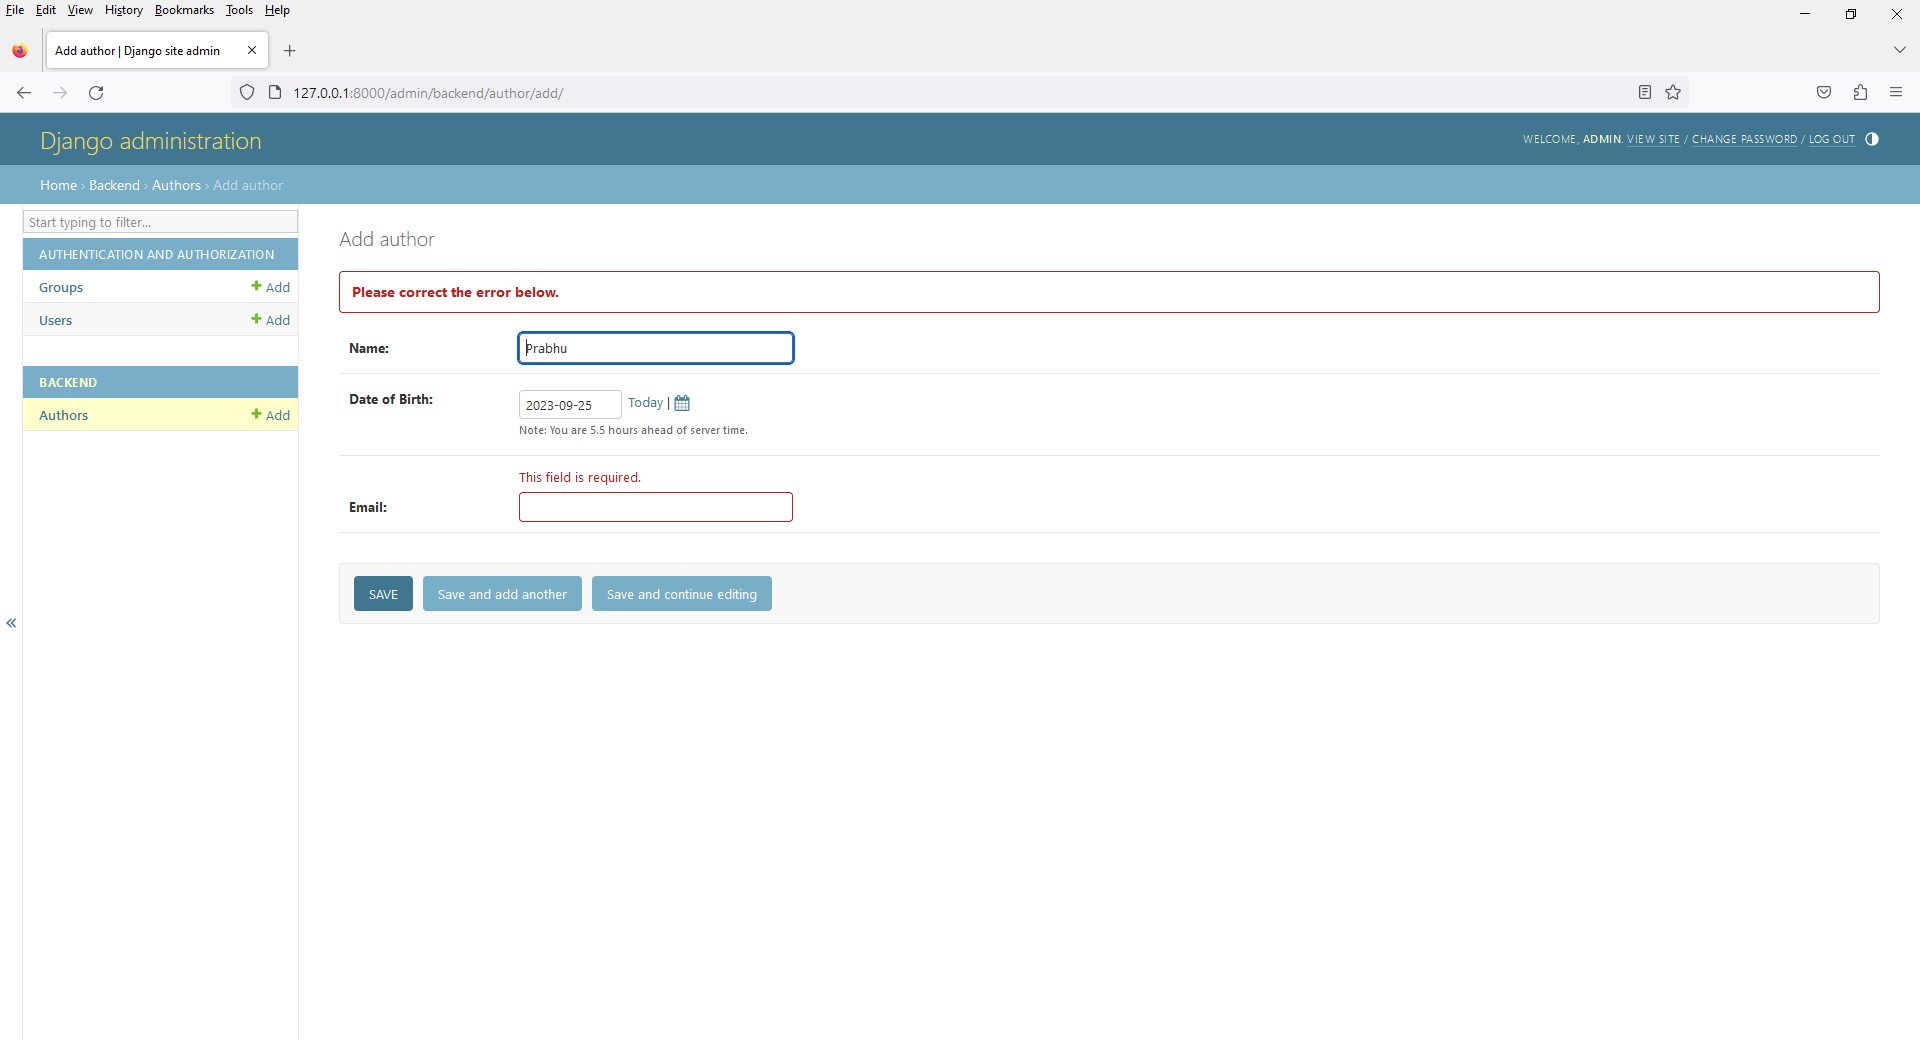 File Edit View History Bookmarks Tools Help
Add author | Django site admin
127.0.0.1:8000/admin/backend/author/add/
Django administration
WELCOME, ADMIN. VIEW SITE / CHANGE PASSWORD / LOG OUT
Home › Backend › Authors › Add author
Start typing to filter...
AUTHENTICATION AND AUTHORIZATION
Groups Add
Users Add
BACKEND
Authors Add
Add author
Please correct the error below.
Name: Prabhu
Date of Birth: 2023-09-25 Today |
Note: You are 5.5 hours ahead of server time.
This field is required.
Email:
SAVE Save and add another Save and continue editing